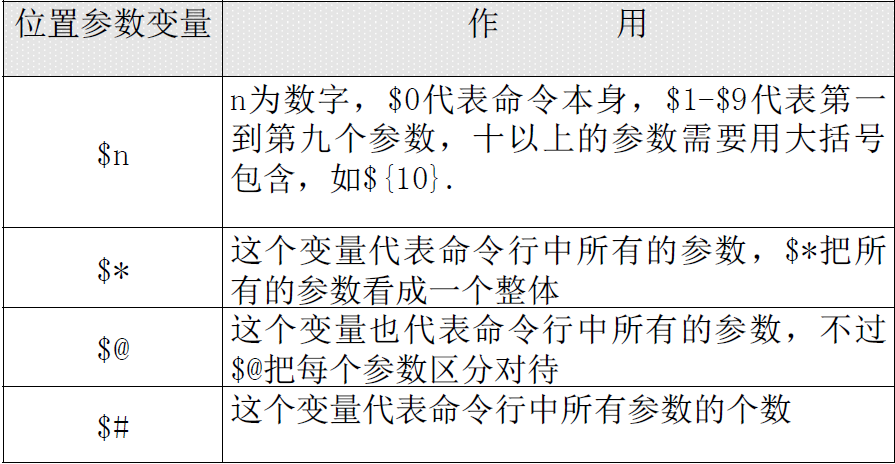 位置参数变量 作 用
$n
n为数字，$0代表命令本身，$1-$9代表第一
到第九个参数，十以上的参数需要用大括号
包含，如${10}.
$*
这个变量代表命令行中所有的参数，$*把所
有的参数看成一个整体
$@
这个变量也代表命令行中所有的参数，不过
$@把每个参数区分对待
$#
这个变量代表命令行中所有参数的个数